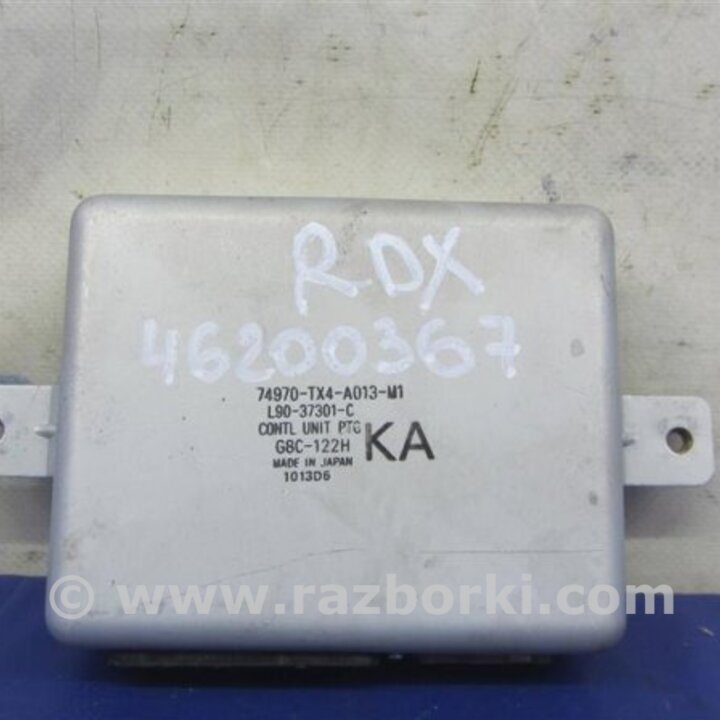 RDX
46200367
74970-TX4-A013-M1
L90-37301-C
CONTL UNIT PTG
G8C-122H KA
MADE IN JAPAN
1013D6
© www.razborki.com